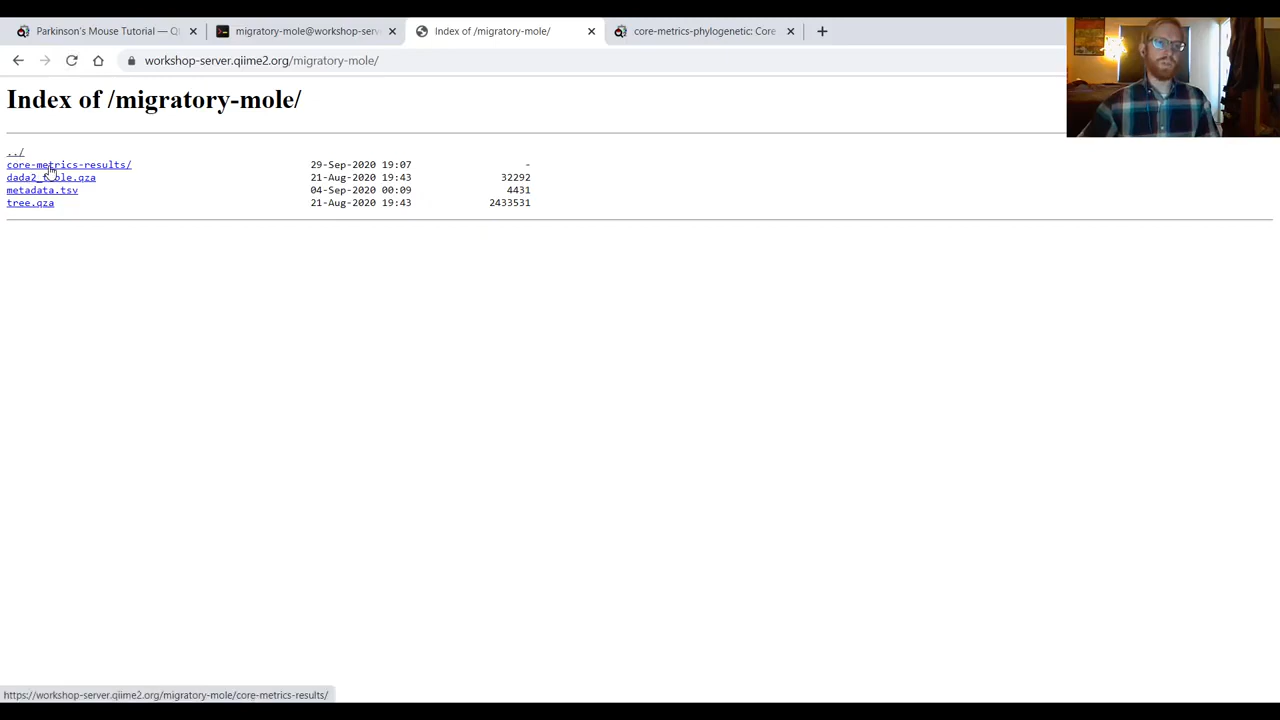 Parkinson's Mouse Tutorial — Q
migratory-mole@workshop-serv
Index of /migratory-mole/
core-metrics-phylogenetic: Core
workshop-server.qiime2.org/migratory-mole/
Index of /migratory-mole/
../
core-metrics-results/ 29-Sep-2020 19:07 -
dada2_table.qza 21-Aug-2020 19:43 32292
metadata.tsv 04-Sep-2020 00:09 4431
tree.qza 21-Aug-2020 19:43 2433531
https://workshop-server.qiime2.org/migratory-mole/core-metrics-results/